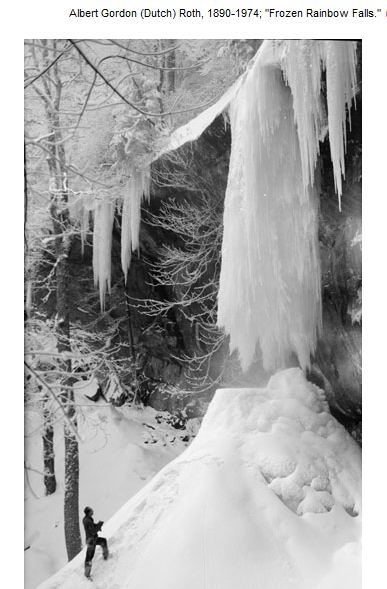 Albert Gordon (Dutch) Roth, 1890-1974; "Frozen Rainbow Falls."